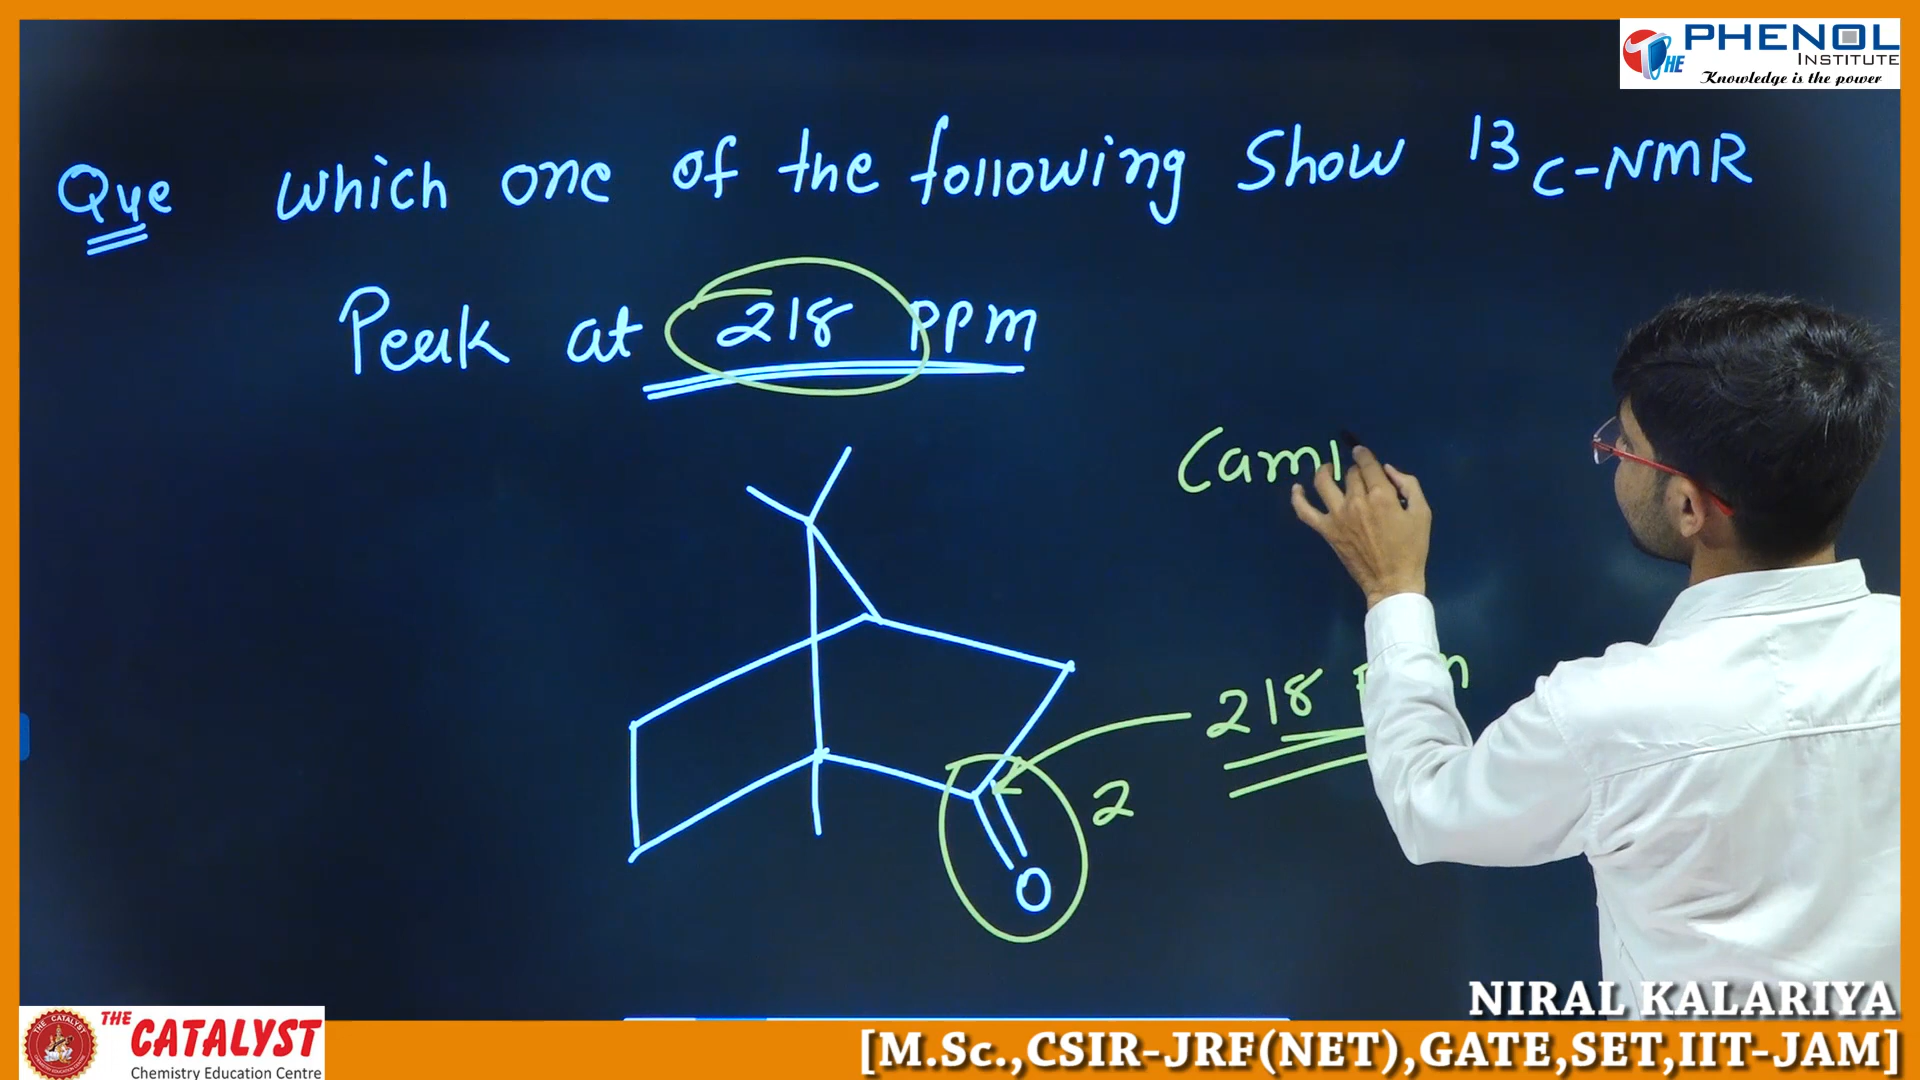 THE PHENOL
INSTITUTE
Knowledge is the power
Que Which one of the following Show 13C-NMR
Peak at 218 PPm
Cam
218
2
O
NIRAL KALARIYA
[M.Sc.,CSIR-JRF(NET),GATE,SET,IIT-JAM]
THE CATALYST
Chemistry Education Centre